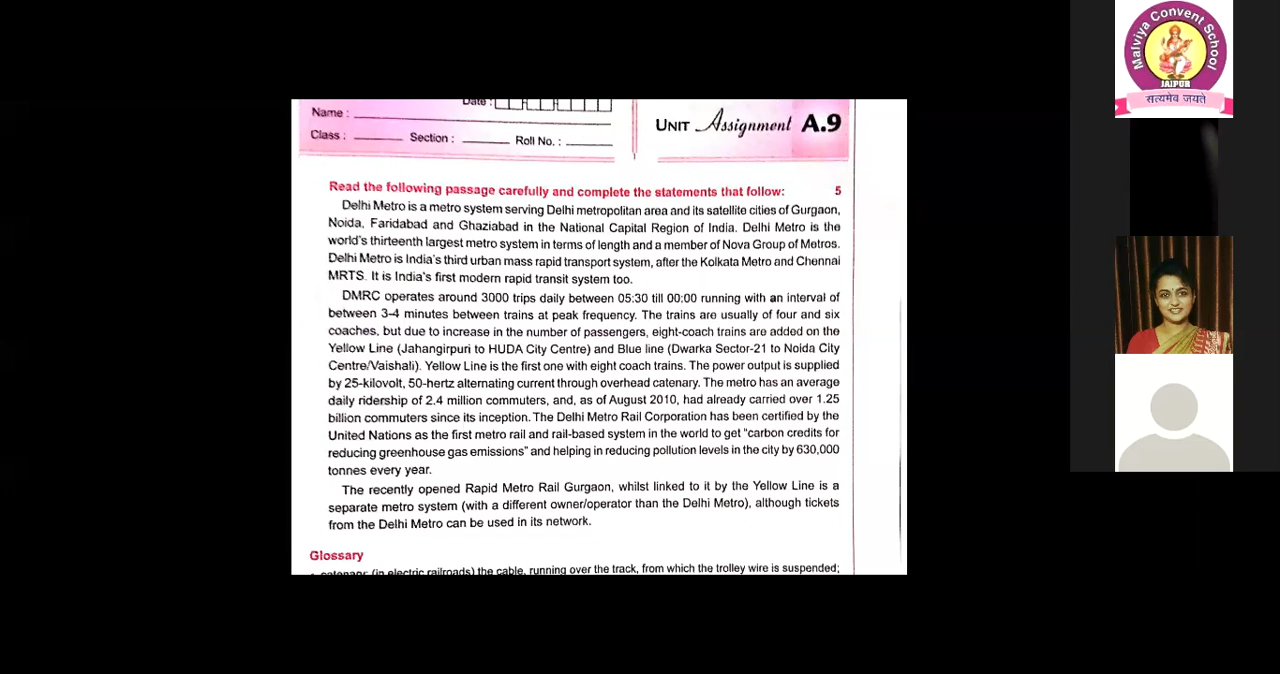 Date :
Name :
Class : Section : Roll No. :
UNIT Assignment A.9
Read the following passage carefully and complete the statements that follow: 5
Delhi Metro is a metro system serving Delhi metropolitan area and its satellite cities of Gurgaon,
Noida, Faridabad and Ghaziabad in the National Capital Region of India. Delhi Metro is the
world's thirteenth largest metro system in terms of length and a member of Nova Group of Metros.
Delhi Metro is India's third urban mass rapid transport system, after the Kolkata Metro and Chennai
MRTS. It is India's first modern rapid transit system too.
DMRC operates around 3000 trips daily between 05:30 till 00:00 running with an interval of
between 3-4 minutes between trains at peak frequency. The trains are usually of four and six
coaches, but due to increase in the number of passengers, eight-coach trains are added on the
Yellow Line (Jahangirpuri to HUDA City Centre) and Blue line (Dwarka Sector-21 to Noida City
Centre/Vaishali). Yellow Line is the first one with eight coach trains. The power output is supplied
by 25-kilovolt, 50-hertz alternating current through overhead catenary. The metro has an average
daily ridership of 2.4 million commuters, and, as of August 2010, had already carried over 1.25
billion commuters since its inception. The Delhi Metro Rail Corporation has been certified by the
United Nations as the first metro rail and rail-based system in the world to get "carbon credits for
reducing greenhouse gas emissions" and helping in reducing pollution levels in the city by 630,000
tonnes every year.
The recently opened Rapid Metro Rail Gurgaon, whilst linked to it by the Yellow Line is a
separate metro system (with a different owner/operator than the Delhi Metro), although tickets
from the Delhi Metro can be used in its network.
Glossary
catenary (in electric railroads) the cable, running over the track, from which the trolley wire is suspended;
Malviya Convent School
JAIPUR
सत्यमेव जयते